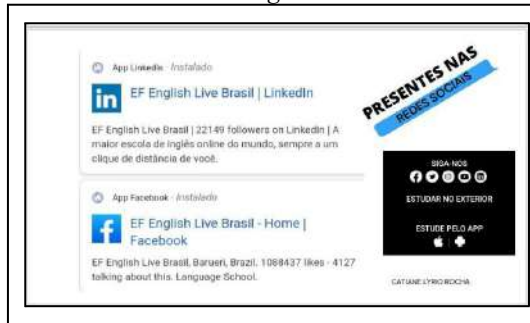 App LinkedIn · Instalado
in
EF English Live Brasil | LinkedIn
EF English Live Brasil | 22149 followers on LinkedIn | A
maior escola de inglês online do mundo, sempre a um
clique de distância de você.
App Facebook · Instalado
f
EF English Live Brasil - Home |
Facebook
EF English Live Brasil, Barueri, Brazil. 1088437 likes · 4127
talking about this. Language School.
PRESENTES NAS
REDES SOCIAIS
SIGA-NOS
ESTUDAR NO EXTERIOR
ESTUDE PELO APP
CATIANE LYRIO ROCHA